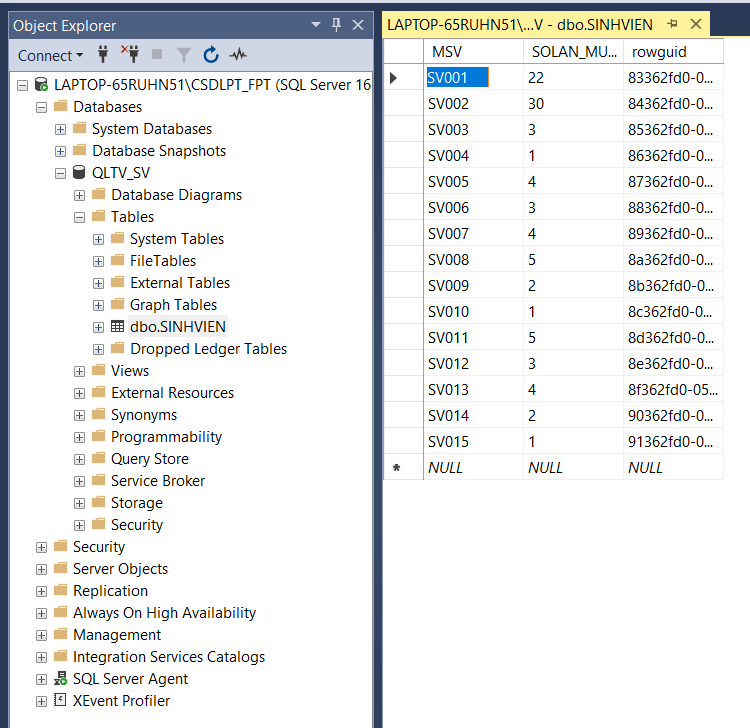 Object Explorer
Connect
LAPTOP-65RUHN51\CSDLPT_FPT (SQL Server 16
Databases
System Databases
Database Snapshots
QLTV_SV
Database Diagrams
Tables
System Tables
FileTables
External Tables
Graph Tables
dbo.SINHVIEN
Dropped Ledger Tables
Views
External Resources
Synonyms
Programmability
Query Store
Service Broker
Storage
Security
Security
Server Objects
Replication
Always On High Availability
Management
Integration Services Catalogs
SQL Server Agent
XEvent Profiler
LAPTOP-65RUHN51\...V - dbo.SINHVIEN
MSV SOLAN_MU... rowguid
SV001 22 83362fd0-0...
SV002 30 84362fd0-0...
SV003 3 85362fd0-0...
SV004 1 86362fd0-0...
SV005 4 87362fd0-0...
SV006 3 88362fd0-0...
SV007 4 89362fd0-0...
SV008 5 8a362fd0-0...
SV009 2 8b362fd0-0...
SV010 1 8c362fd0-0...
SV011 5 8d362fd0-0...
SV012 3 8e362fd0-0...
SV013 4 8f362fd0-05...
SV014 2 90362fd0-0...
SV015 1 91362fd0-0...
NULL NULL NULL